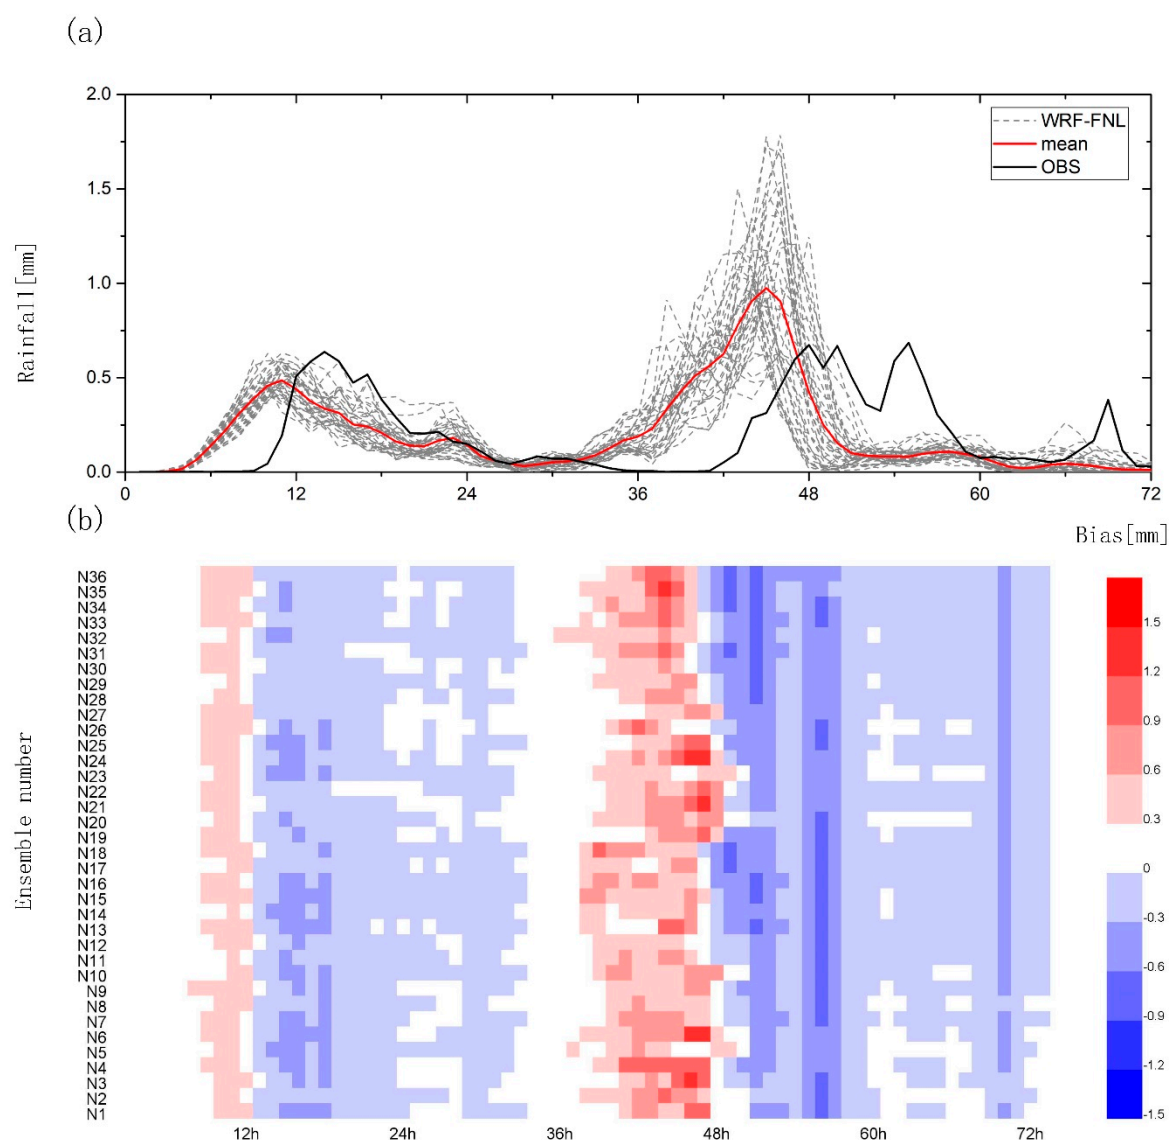 (a)
2.0
1.5
1.0
0.5
0.0
Rainfall[mm]
WRF-FNL
mean
OBS
0 12 24 36 48 60 72
(b)
Bias[mm]
Ensemble number
N36
N35
N34
N33
N32
N31
N30
N29
N28
N27
N26
N25
N24
N23
N22
N21
N20
N19
N18
N17
N16
N15
N14
N13
N12
N11
N10
N9
N8
N7
N6
N5
N4
N3
N2
N1
12h 24h 36h 48h 60h 72h
1.5
1.2
0.9
0.6
0.3
0
-0.3
-0.6
-0.9
-1.2
-1.5